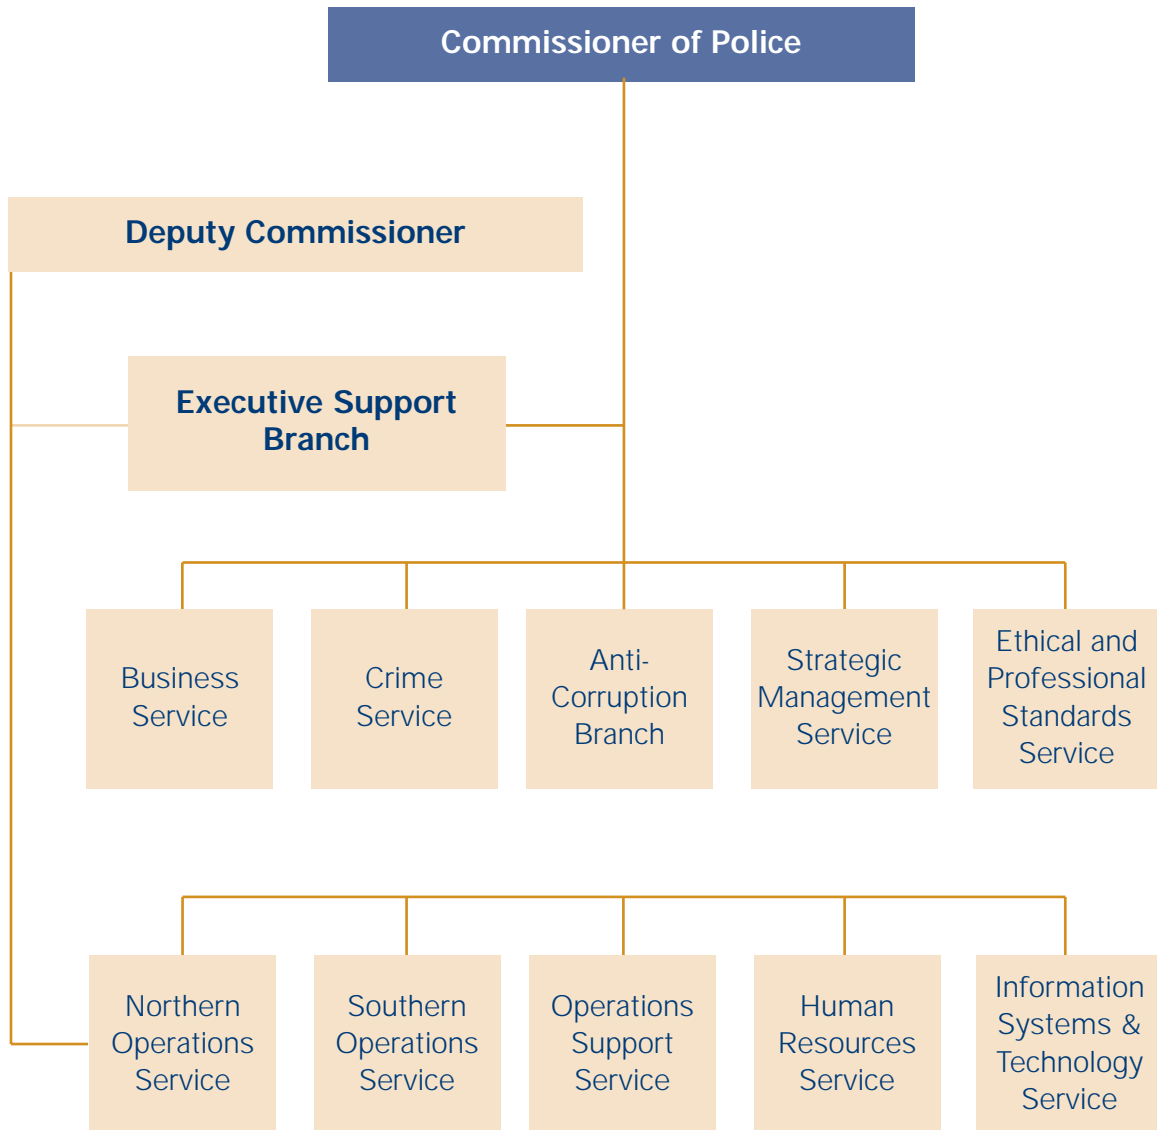 Commissioner of Police
Deputy Commissioner
Executive Support
Branch
Business
Service
Crime
Service
Anti-
Corruption
Branch
Strategic
Management
Service
Ethical and
Professional
Standards
Service
Northern
Operations
Service
Southern
Operations
Service
Operations
Support
Service
Human
Resources
Service
Information
Systems &
Technology
Service